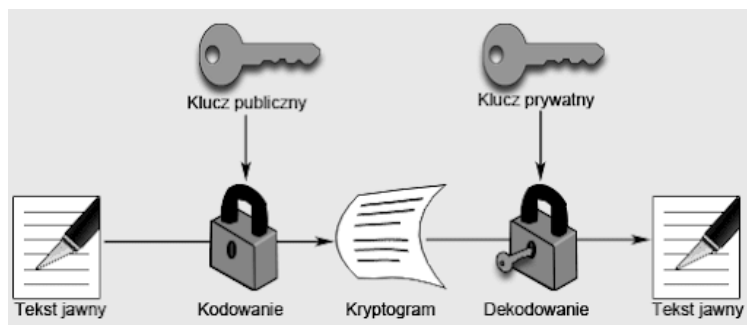 Klucz publiczny
Klucz prywatny
Tekst jawny
Kodowanie
Kryptogram
Dekodowanie
Tekst jawny